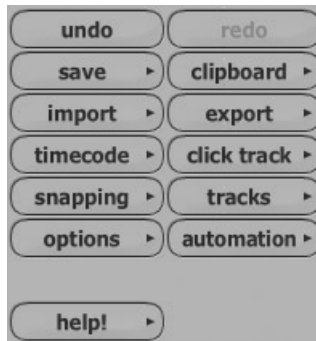 undo redo
save clipboard
import export
timecode click track
snapping tracks
options automation
help!